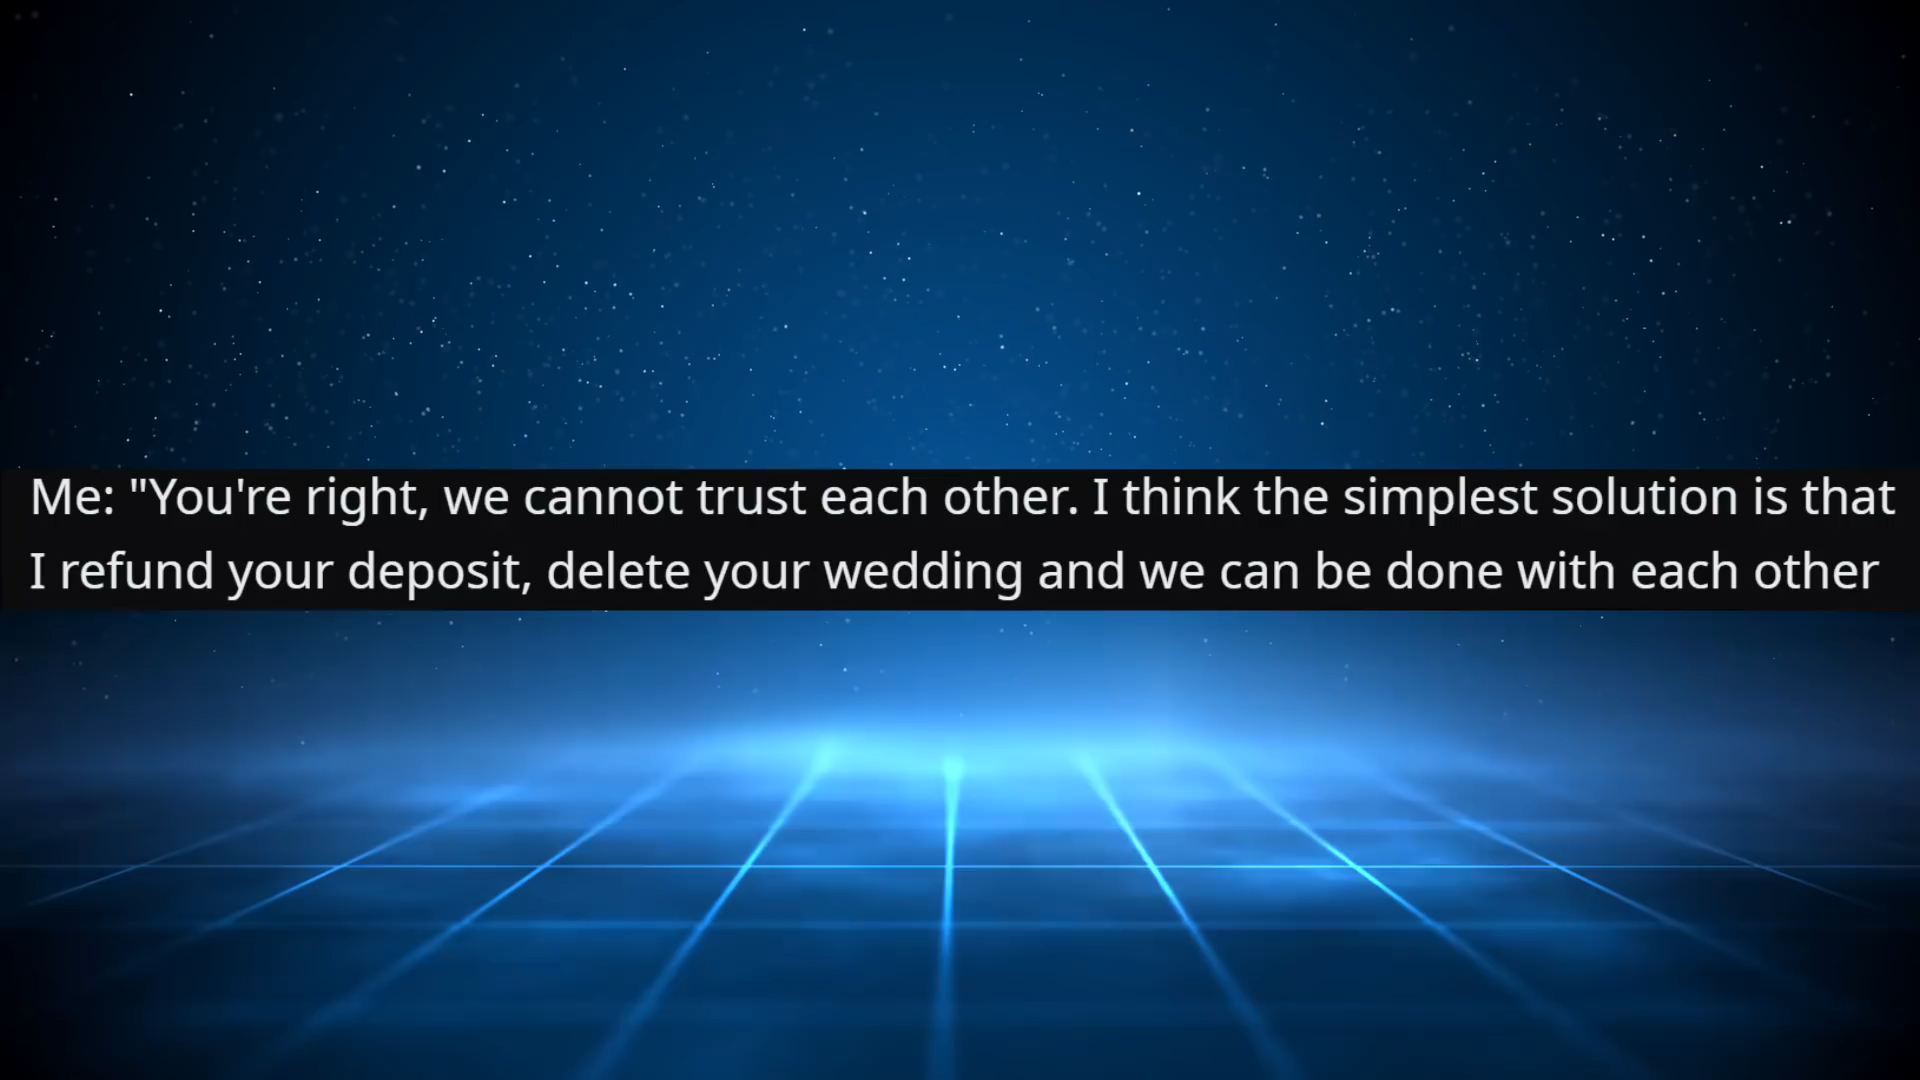 Me: "You're right, we cannot trust each other. I think the simplest solution is that
I refund your deposit, delete your wedding and we can be done with each other